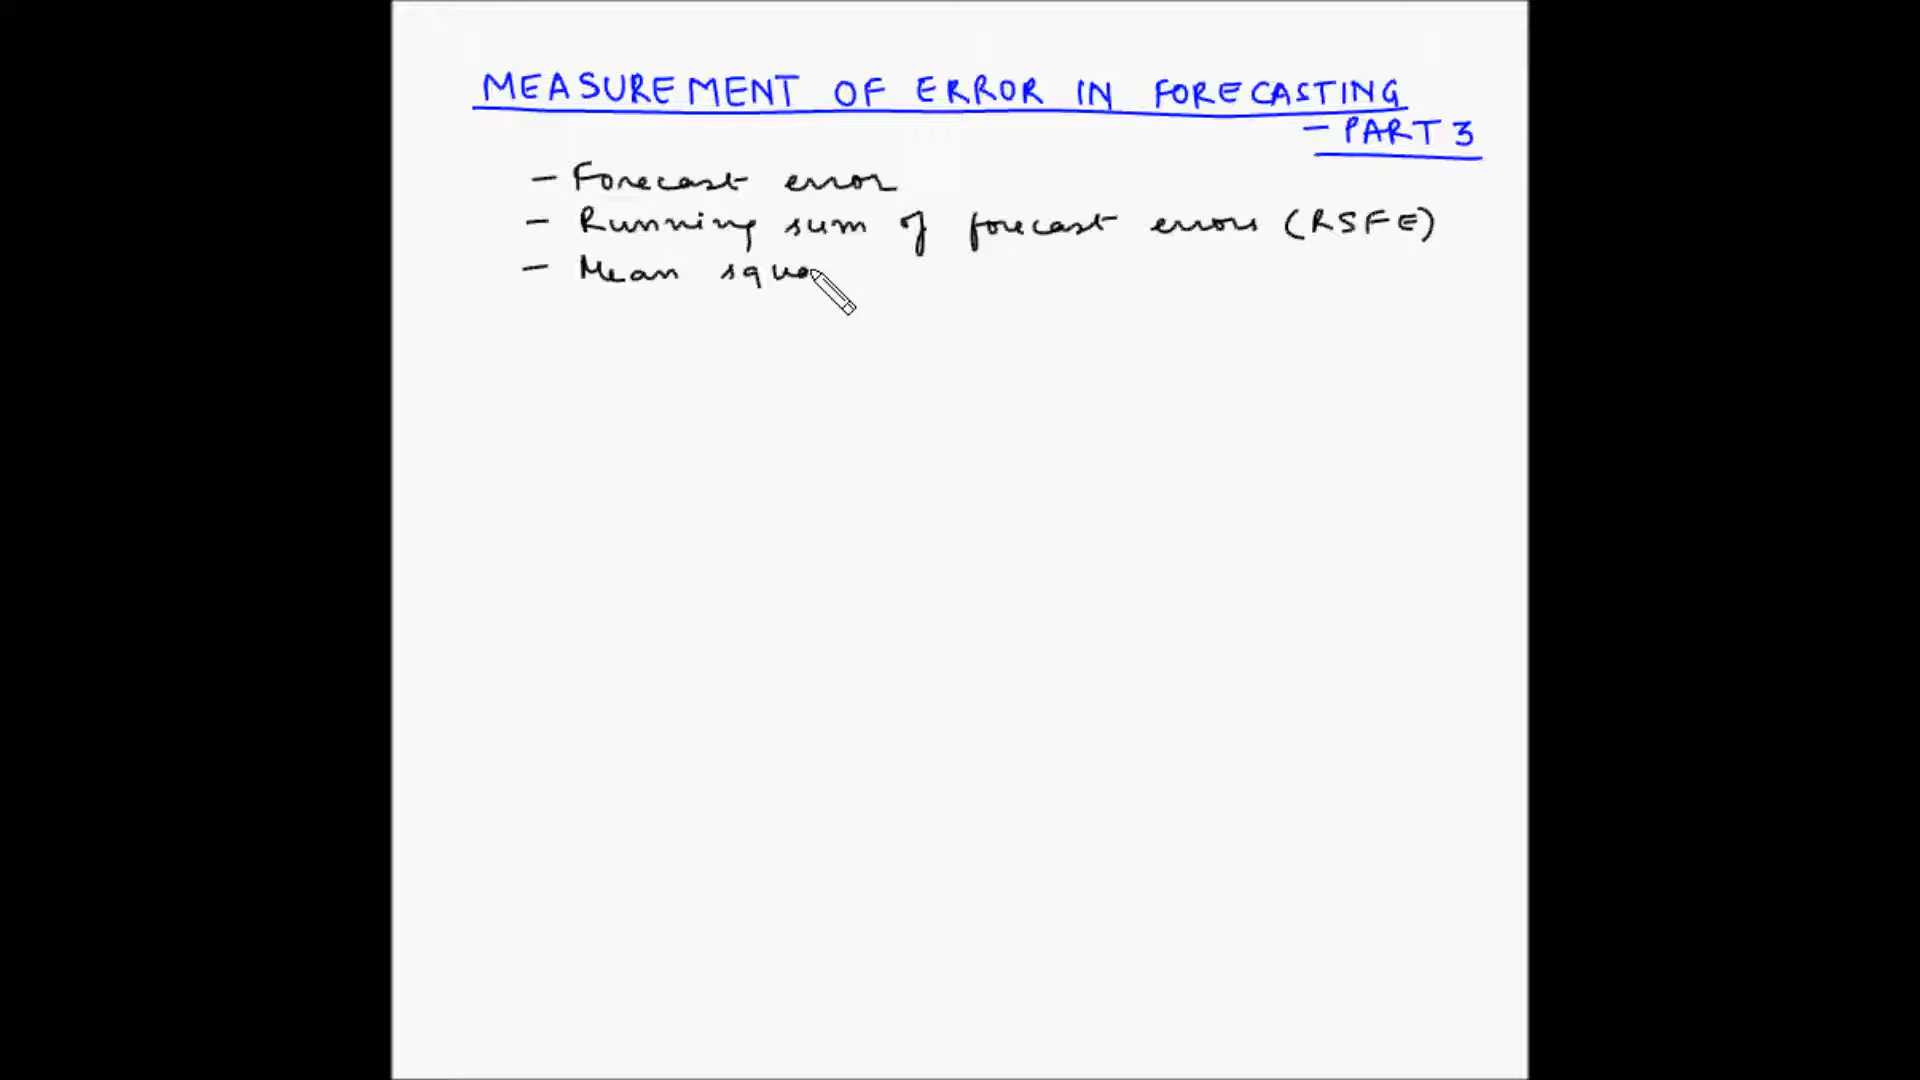 MEASUREMENT OF ERROR IN FORECASTING
- PART 3
- Forecast error
- Running sum of forecast errors (RSFE)
- Mean squa